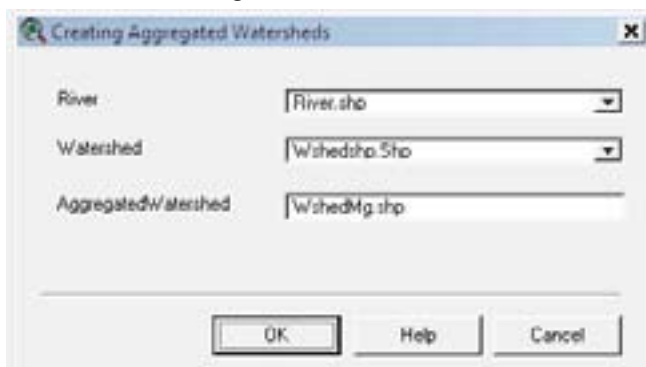 Creating Aggregated Watersheds
River River.shp
Watershed Wshedshp.Shp
AggregatedWatershed WshedMg.shp
OK Help Cancel